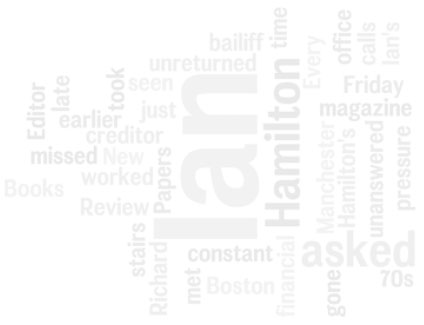 bailiff
time
Every
office
calls
Ian's
unreturned
seen
took
late
Editor
earlier
just
creditor
missed
New
worked
Books
Review
Papers
Ian
Hamilton
Friday
magazine
Manchester
Hamilton's
unanswered
pressure
stairs
Richard
met
constant
Boston
financial
asked
gone
70s